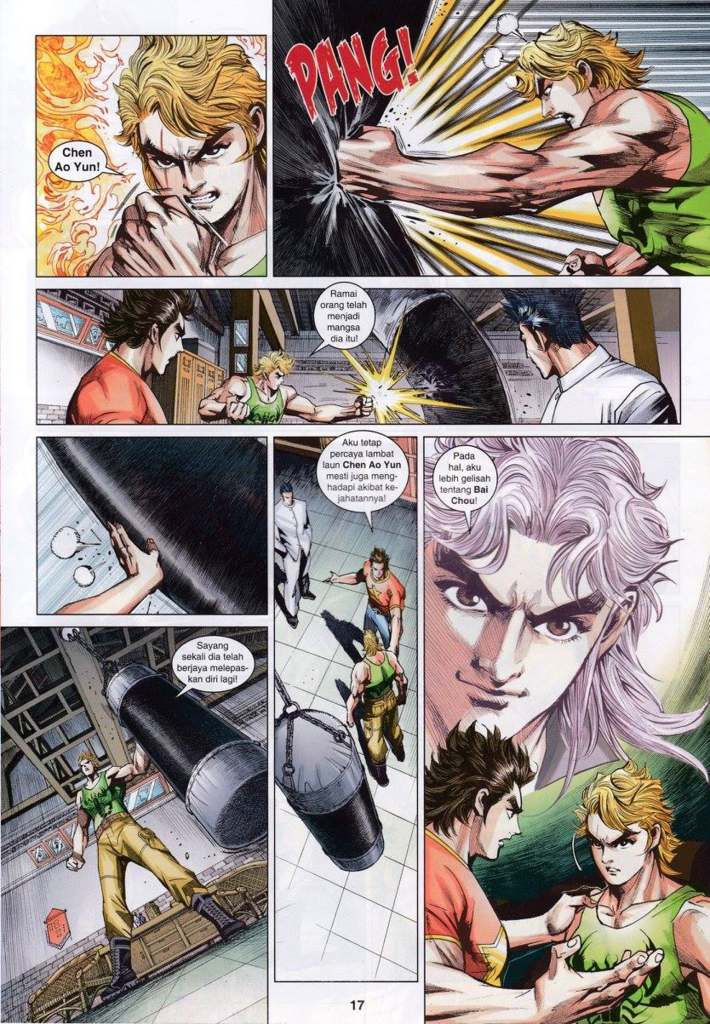 Chen
Ao Yun!
PANG!
Ramai
orang telah
menjadi
mangsa
dia itu!
Sayang
sekali dia telah
berjaya melepas-
kan diri lagi!
Aku tetap
percaya lambat
laun Chen Ao Yun
mesti juga meng-
hadapi akibat ke-
jahatannya!
Pada
hal, aku
lebih gelisah
tentang Bai
Chou!
17